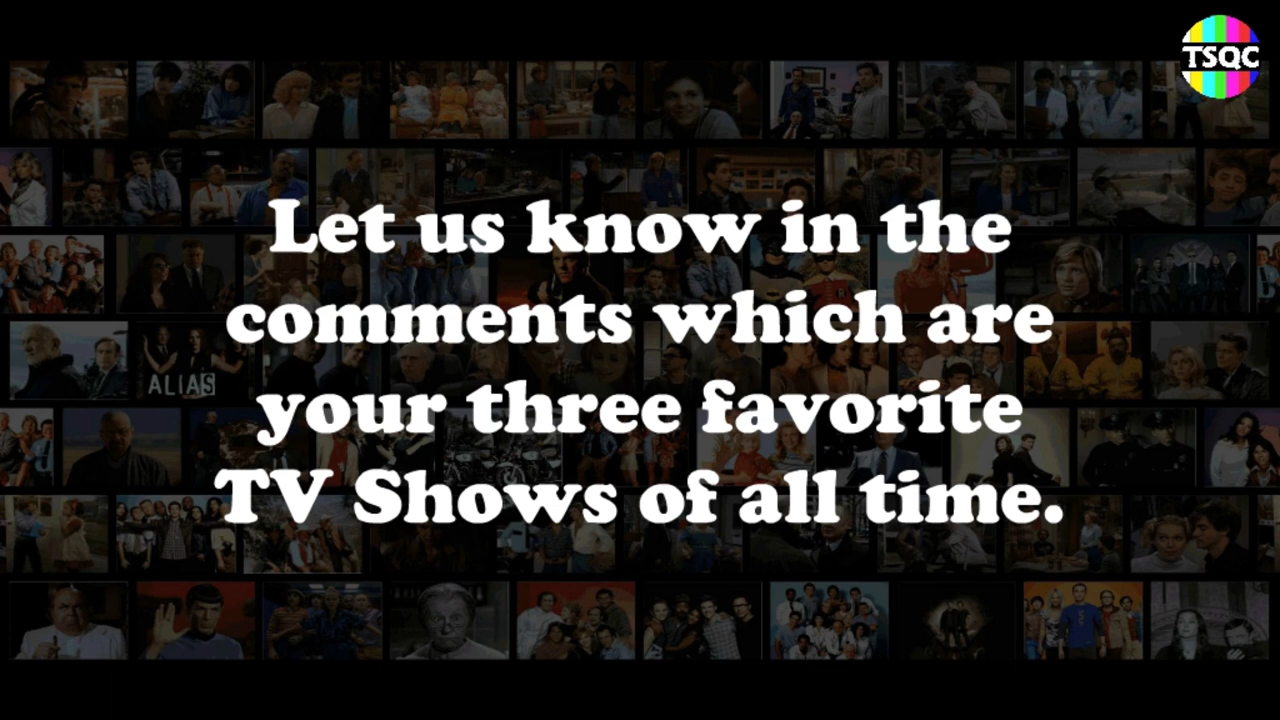 TSQC
Let us know in the
comments which are
your three favorite
TV Shows of all time.
ALIAS